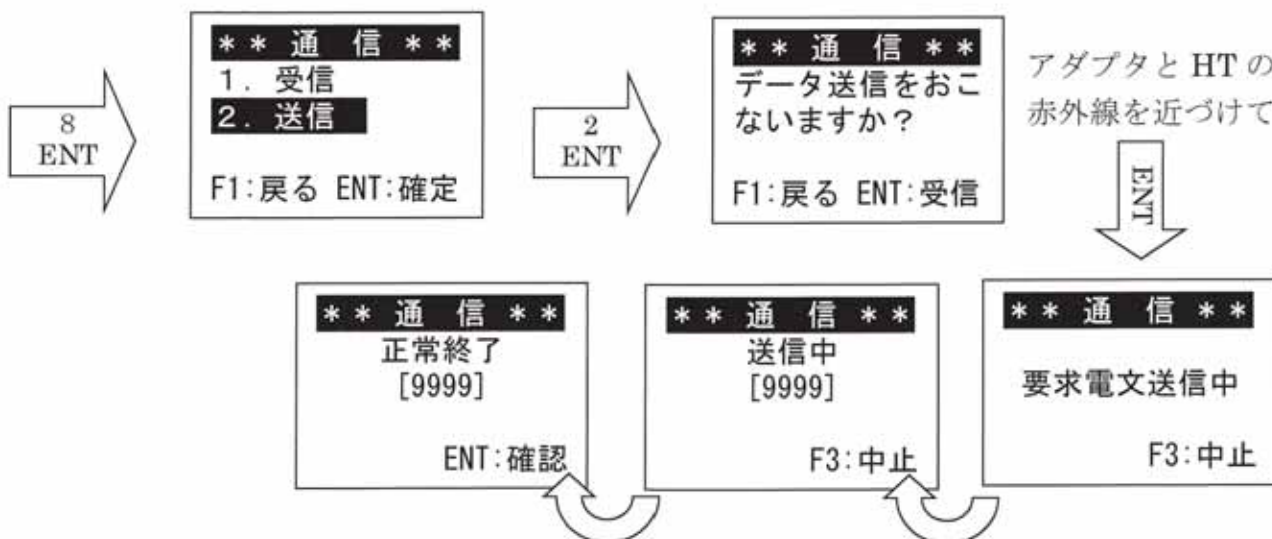 8
ENT
** 通 信 **
1. 受信
2. 送信
F1:戻る ENT:確定
2
ENT
** 通 信 **
データ送信をおこ
ないますか？
F1:戻る ENT:受信
アダプタと HT の
赤外線を近づけて
ENT
** 通 信 **
要求電文送信中
F3:中止
** 通 信 **
送信中
[9999]
F3:中止
** 通 信 **
正常終了
[9999]
ENT:確認